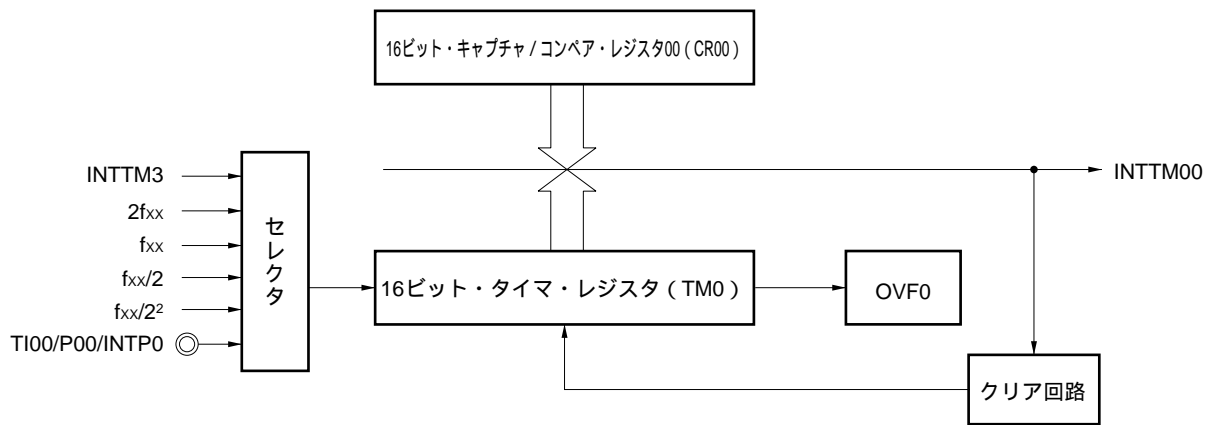 16ビット・キャプチャ/コンペア・レジスタ00(CR00)
INTTM3
2fxx
fxx
fxx/2
fxx/2²
TI00/P00/INTP0
セレクタ
16ビット・タイマ・レジスタ(TM0)
OVF0
INTTM00
クリア回路